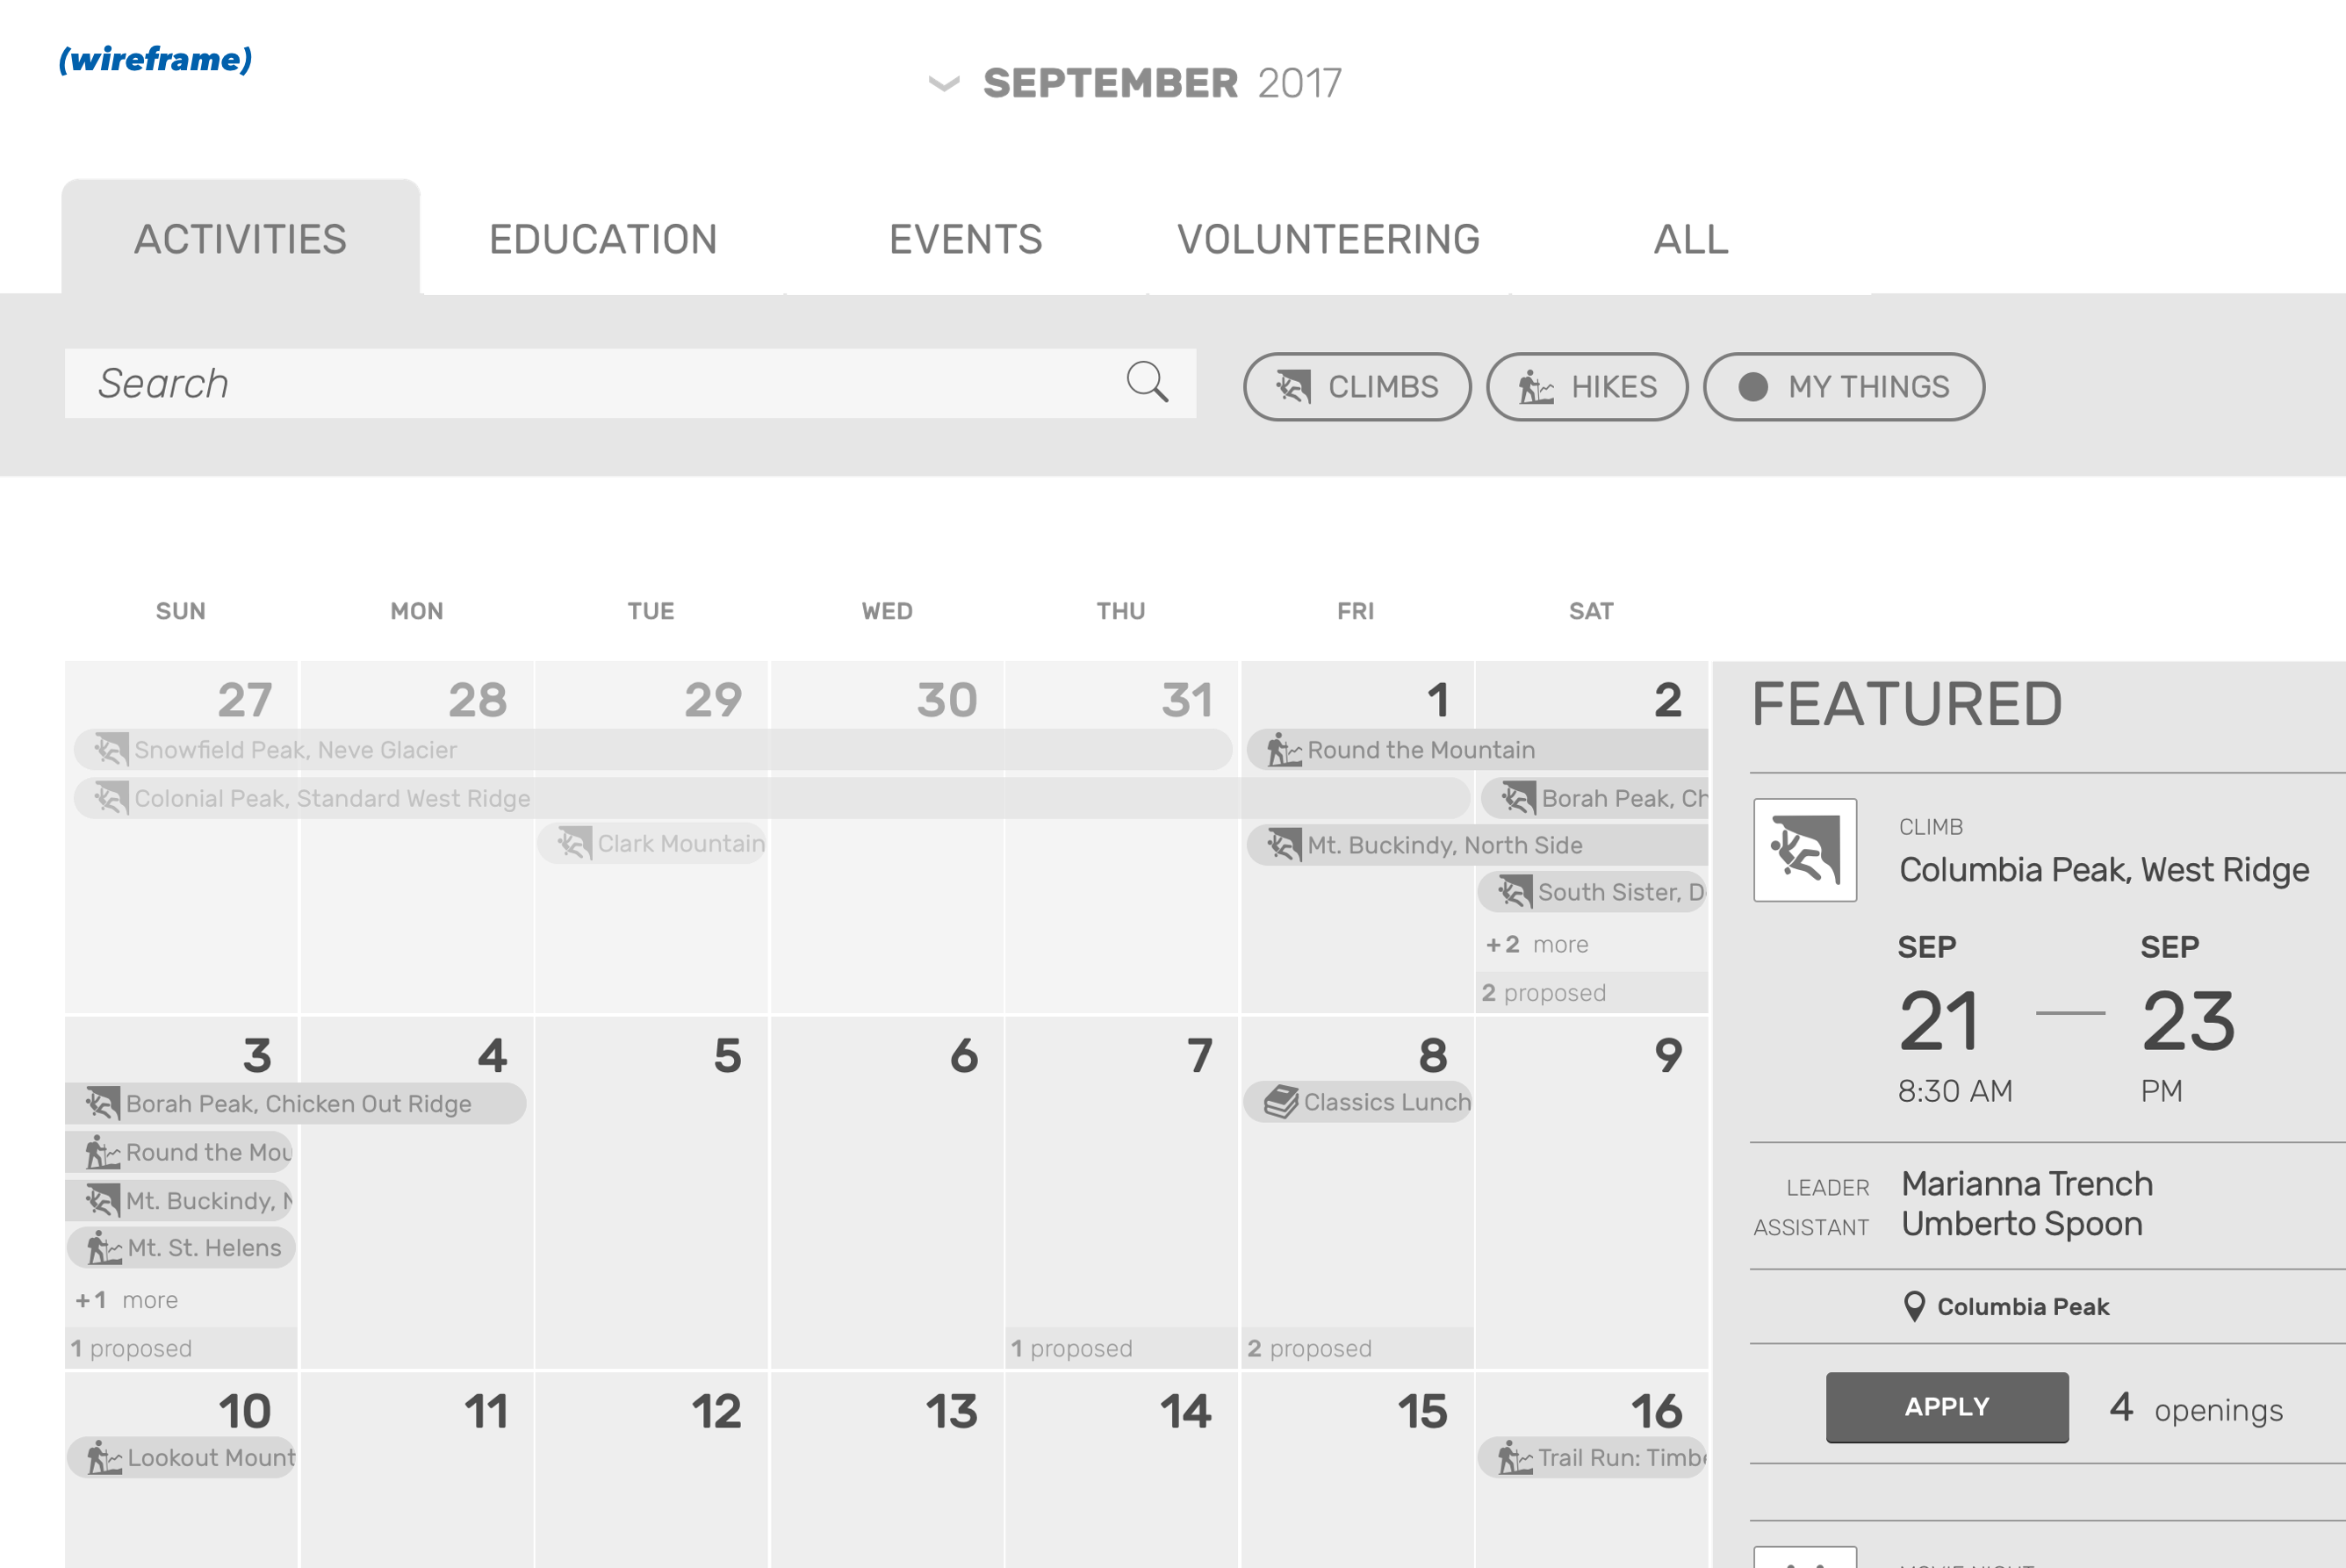 (wireframe)
SEPTEMBER 2017
ACTIVITIES EDUCATION EVENTS VOLUNTEERING ALL
Search CLIMBS HIKES MY THINGS
SUN MON TUE WED THU FRI SAT
27 28 29 30 31 1 2
Snowfield Peak, Neve Glacier Round the Mountain
Colonial Peak, Standard West Ridge Borah Peak, Ch
Clark Mountain Mt. Buckindy, North Side
South Sister, D
+2 more
2 proposed
3 4 5 6 7 8 9
Borah Peak, Chicken Out Ridge Classics Lunch
Round the Mou
Mt. Buckindy, N
Mt. St. Helens
+1 more
1 proposed 1 proposed 2 proposed
10 11 12 13 14 15 16
Lookout Mount Trail Run: Timbe
FEATURED
CLIMB
Columbia Peak, West Ridge
SEP SEP
21 — 23
8:30 AM PM
LEADER Marianna Trench
ASSISTANT Umberto Spoon
Columbia Peak
APPLY 4 openings